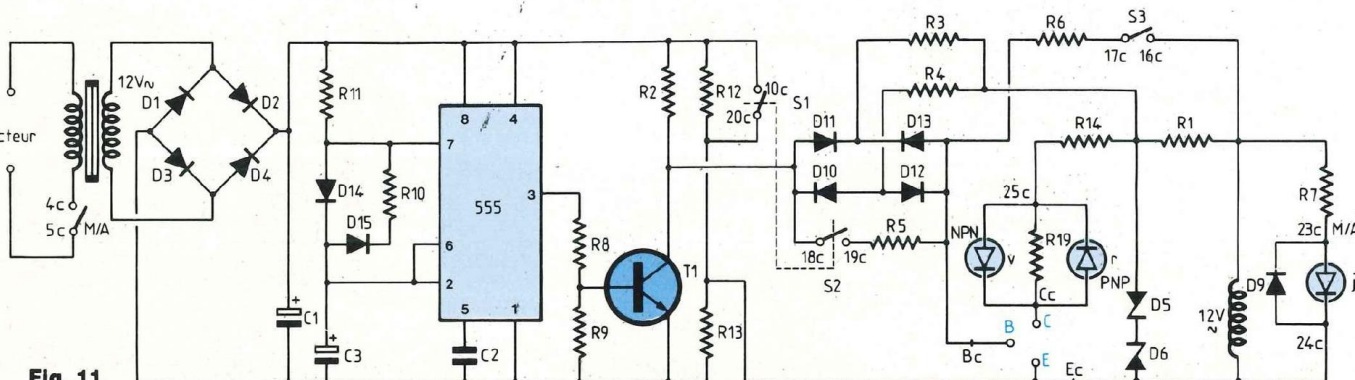 R3
R6
S3
17c 16c
R4
12V~
D1
D2
D3
D4
cteur
4c
5c
M/A
R11
8
4
7
D14
D15
R10
555
3
6
2
5
1
C1
+
C3
+
C2
R8
R9
R2
T1
R12
10c
20c
R13
S1
D11
D13
D10
D12
18c
19c
R5
S2
R14
R1
25c
NPN
v
R19
r
PNP
Cc
B
C
Bc
E
Ec
D5
D6
12V
~
R7
23c
M/A
D9
j
24c
Fig. 11